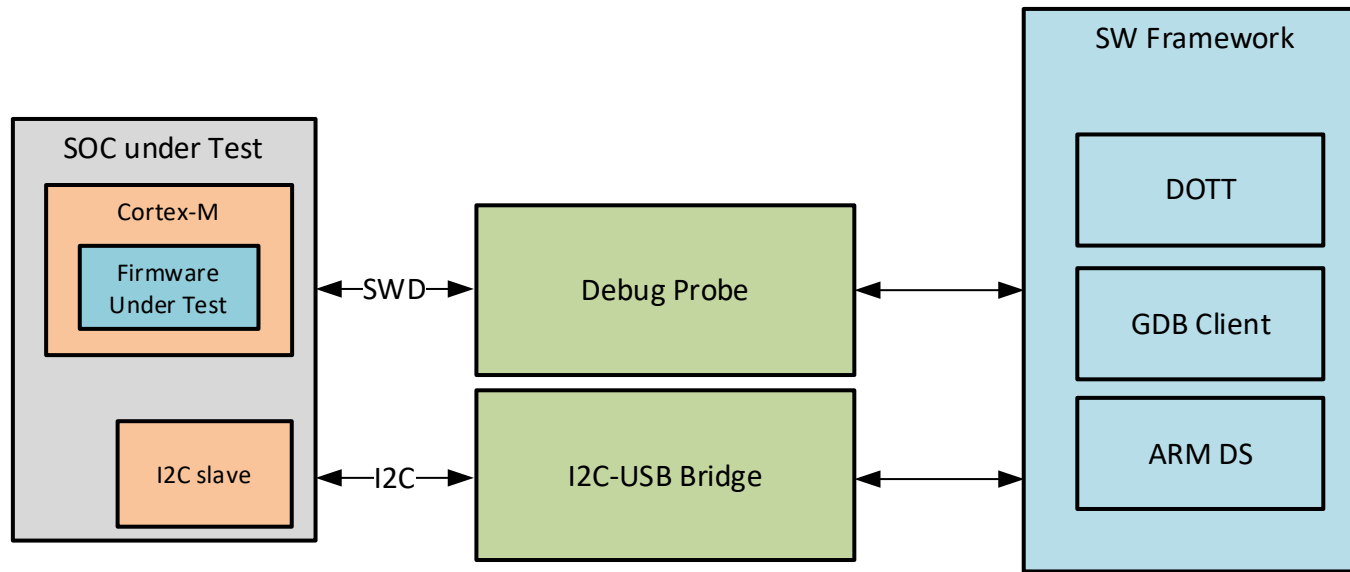 SW Framework
SOC under Test
Cortex-M
Firmware
Under Test
SWD
Debug Probe
DOTT
GDB Client
I2C slave
I2C
I2C-USB Bridge
ARM DS